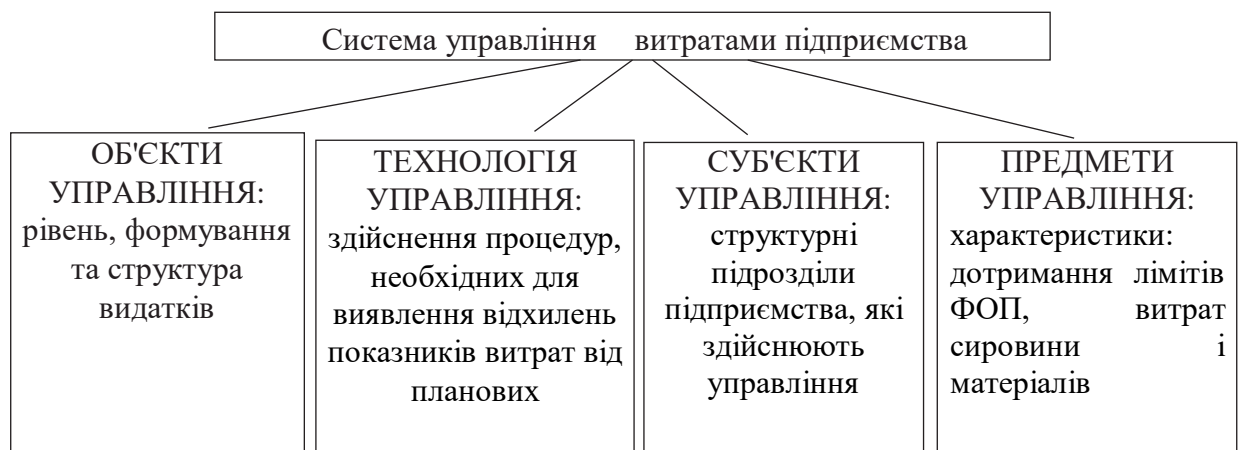 Система управління витратами підприємства
ОБ'ЄКТИ
УПРАВЛІННЯ:
рівень, формування
та структура
видатків
ТЕХНОЛОГІЯ
УПРАВЛІННЯ:
здійснення процедур,
необхідних для
виявлення відхилень
показників витрат від
планових
СУБ'ЄКТИ
УПРАВЛІННЯ:
структурні
підрозділи
підприємства, які
здійснюють
управління
ПРЕДМЕТИ
УПРАВЛІННЯ:
характеристики:
дотримання лімітів
ФОП, витрат
сировини і
матеріалів